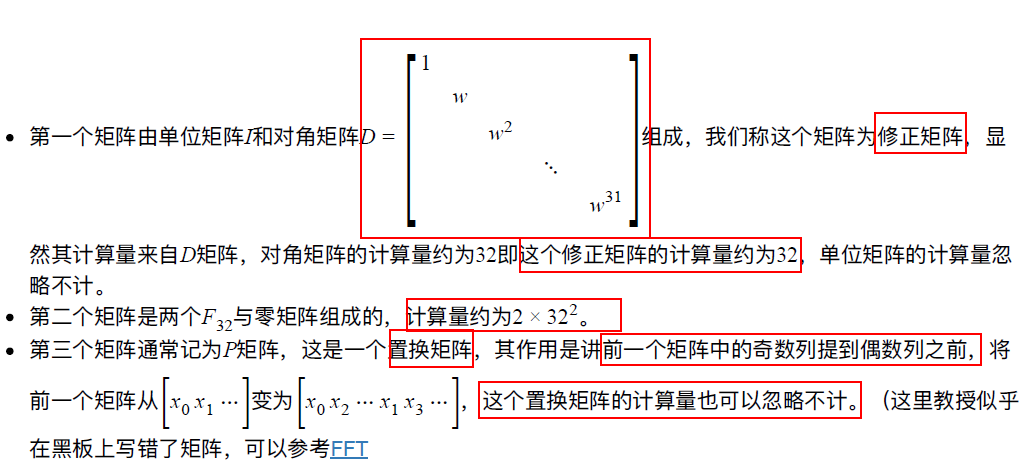 • 第一个矩阵由单位矩阵I和对角矩阵D = [1 w w² ⋱ w³¹]组成，我们称这个矩阵为修正矩阵，显
然其计算量来自D矩阵，对角矩阵的计算量约为32即这个修正矩阵的计算量约为32，单位矩阵的计算量忽
略不计。
• 第二个矩阵是两个F₃₂与零矩阵组成的，计算量约为2 × 32²。
• 第三个矩阵通常记为P矩阵，这是一个置换矩阵，其作用是讲前一个矩阵中的奇数列提到偶数列之前，将
前一个矩阵从[x₀ x₁ ⋯]变为[x₀ x₂ ⋯ x₁ x₃ ⋯]，这个置换矩阵的计算量也可以忽略不计。（这里教授似乎
在黑板上写错了矩阵，可以参考FFT